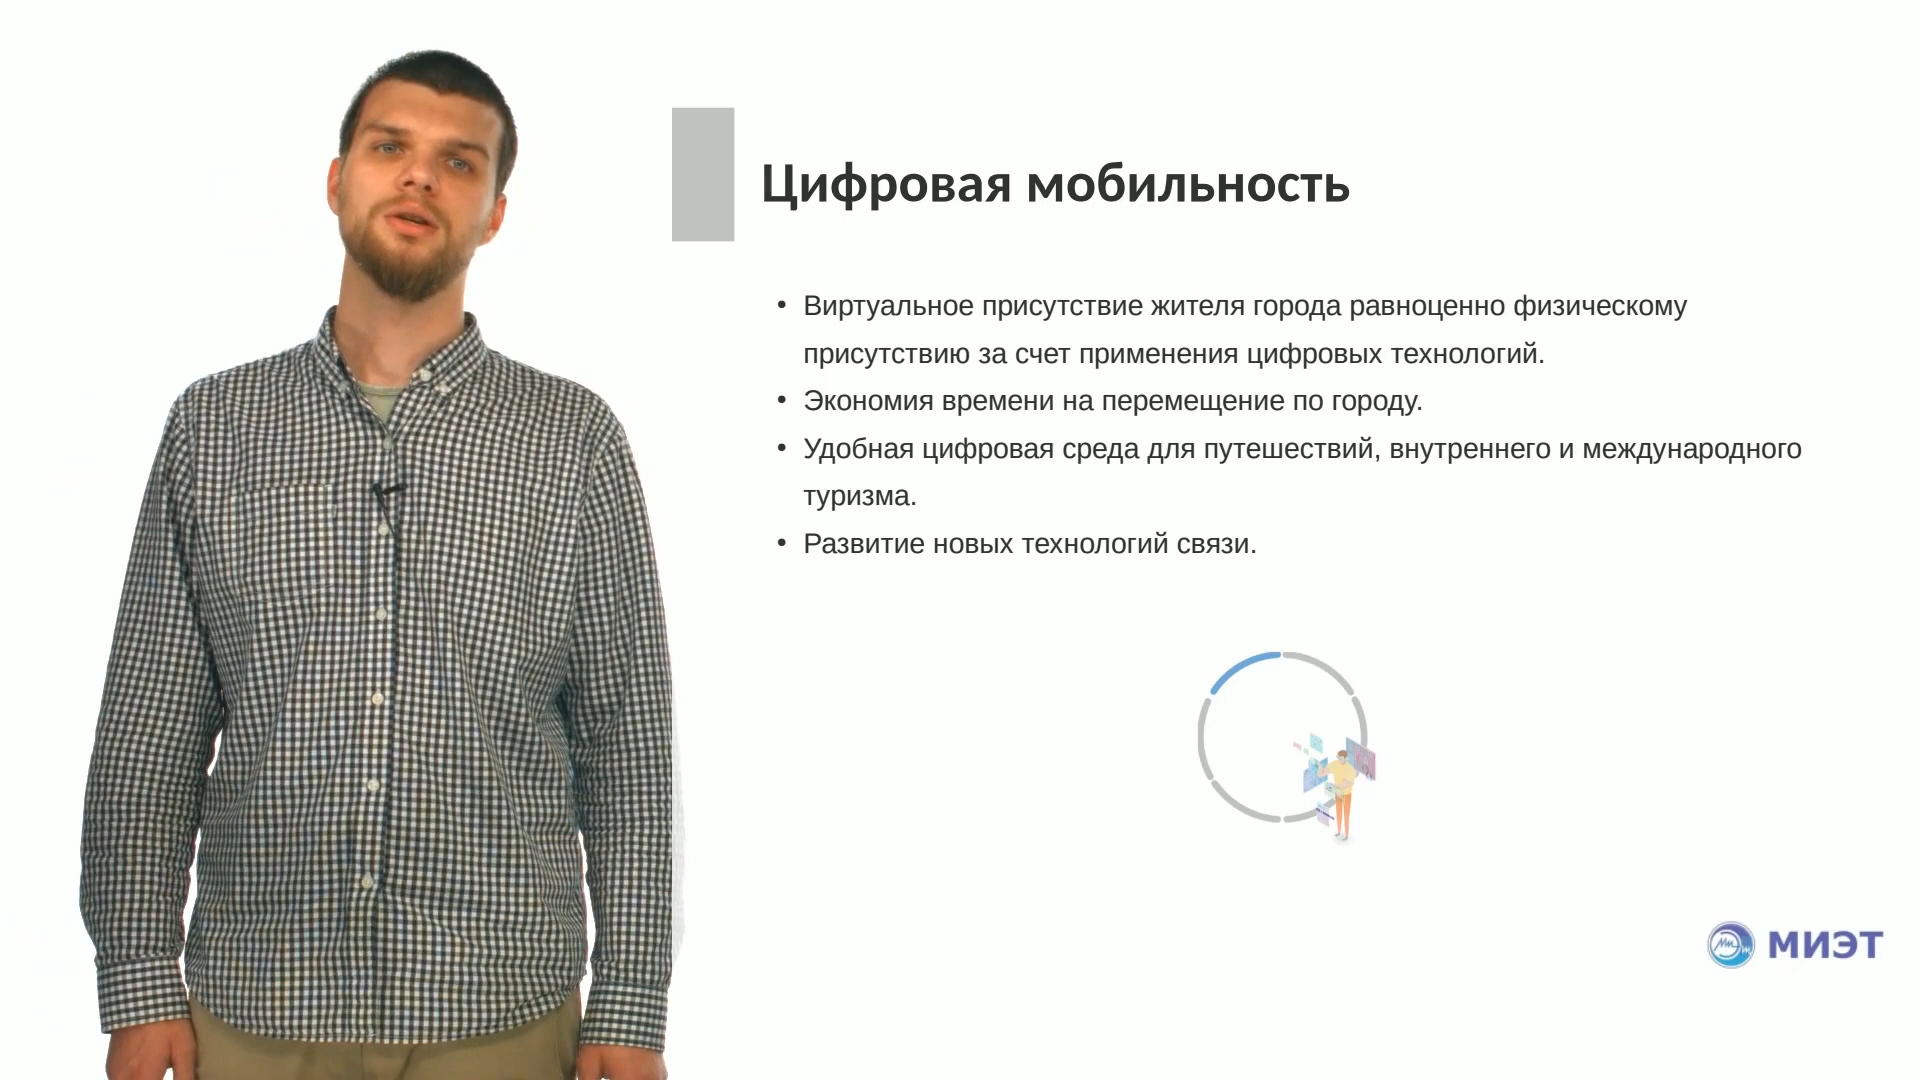 Цифровая мобильность
• Виртуальное присутствие жителя города равноценно физическому
присутствию за счет применения цифровых технологий.
• Экономия времени на перемещение по городу.
• Удобная цифровая среда для путешествий, внутреннего и международного
туризма.
• Развитие новых технологий связи.
МИЭТ